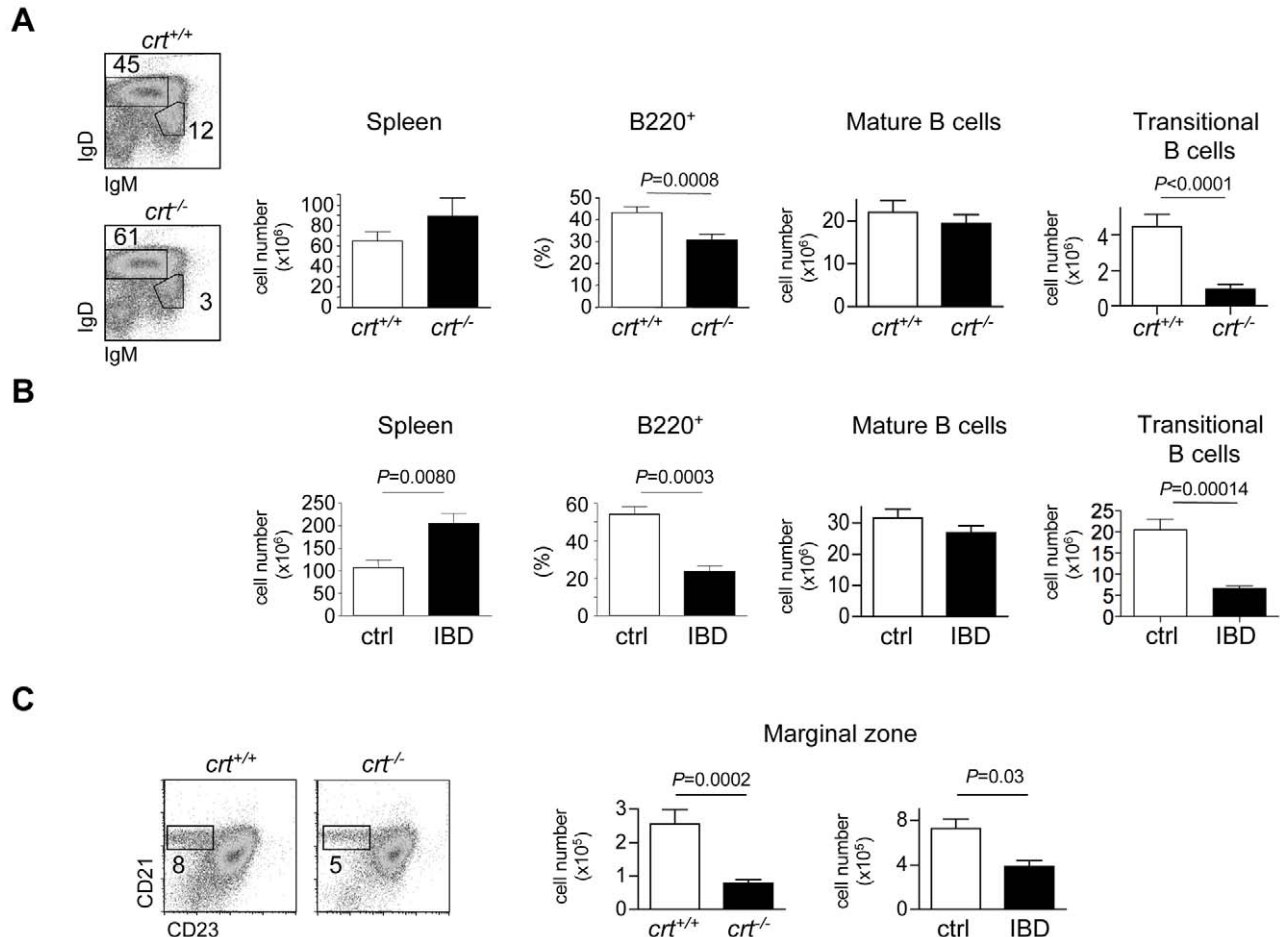 A
crt+/+
45
12
IgD
IgM
crt-/-
61
3
IgD
IgM
Spleen
cell number
(x10⁶)
100
80
60
40
20
0
crt+/+ crt-/-
B220⁺
P=0.0008
(%)
50
40
30
20
10
0
crt+/+ crt-/-
Mature B cells
cell number
(x10⁶)
20
10
0
crt+/+ crt-/-
Transitional
B cells
P<0.0001
cell number
(x10⁶)
4
2
0
crt+/+ crt-/-
B
Spleen
P=0.0080
cell number
(x10⁶)
250
200
150
100
50
0
ctrl IBD
B220⁺
P=0.0003
(%)
60
40
20
0
ctrl IBD
Mature B cells
cell number
(x10⁶)
30
20
10
0
ctrl IBD
Transitional
B cells
P=0.00014
cell number
(x10⁶)
25
20
15
10
5
0
ctrl IBD
C
crt+/+
8
CD21
CD23
crt-/-
5
Marginal zone
P=0.0002
cell number
(x10⁵)
3
2
1
0
crt+/+ crt-/-
P=0.03
cell number
(x10⁵)
8
4
0
ctrl IBD